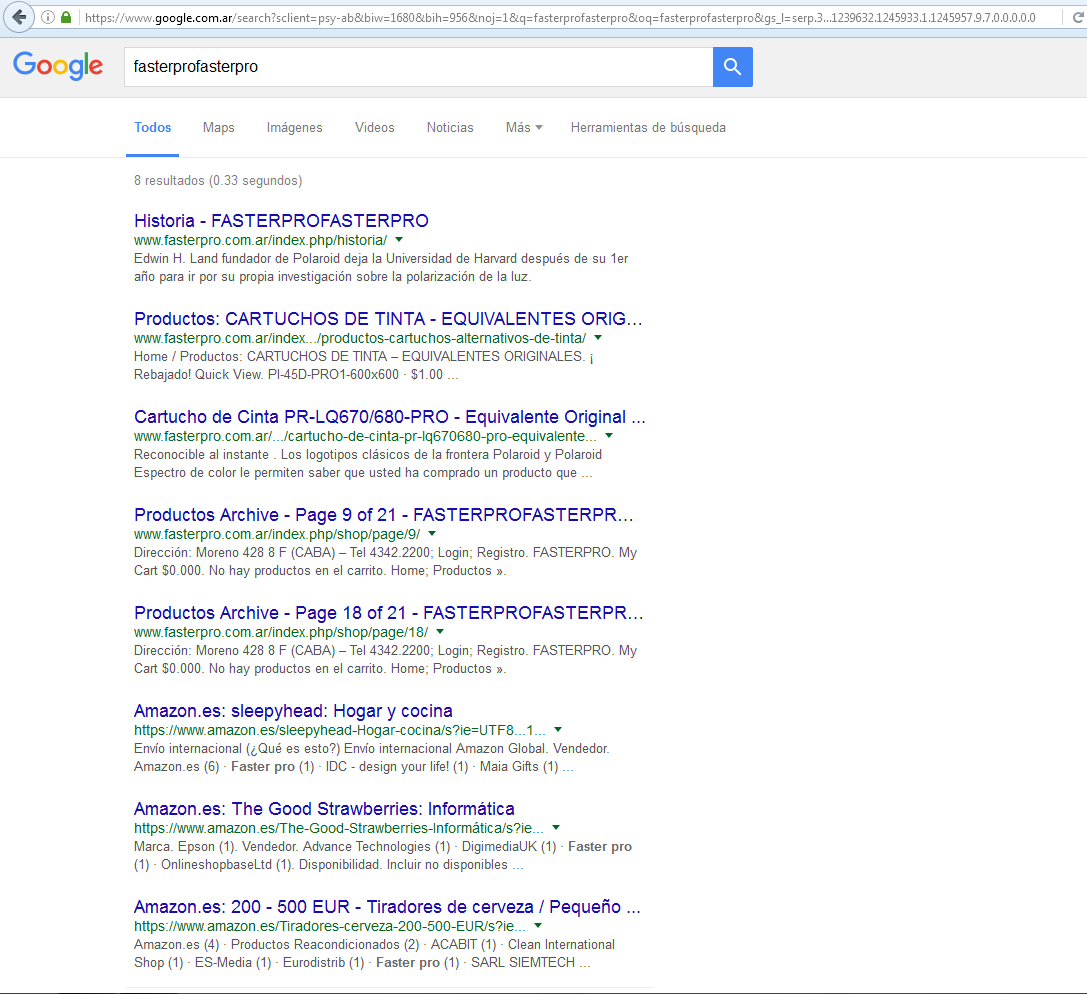 https://www.google.com.ar/search?sclient=psy-ab&biw=1680&bih=956&noj=1&q=fasterprofasterpro&oq=fasterprofasterpro&gs_l=serp.3...1239632.1245933.1.1245957.9.7.0.0.0.0.0
Google
fasterprofasterpro
Todos Maps Imágenes Videos Noticias Más Herramientas de búsqueda
8 resultados (0.33 segundos)
Historia - FASTERPROFASTERPRO
www.fasterpro.com.ar/index.php/historia/
Edwin H. Land fundador de Polaroid deja la Universidad de Harvard después de su 1er
año para ir por su propia investigación sobre la polarización de la luz.
Productos: CARTUCHOS DE TINTA - EQUIVALENTES ORIG...
www.fasterpro.com.ar/index.../productos-cartuchos-alternativos-de-tinta/
Home / Productos: CARTUCHOS DE TINTA – EQUIVALENTES ORIGINALES. ¡
Rebajado! Quick View. PI-45D-PRO1-600x600 · $1.00 ...
Cartucho de Cinta PR-LQ670/680-PRO - Equivalente Original ...
www.fasterpro.com.ar/.../cartucho-de-cinta-pr-lq670680-pro-equivalente...
Reconocible al instante . Los logotipos clásicos de la frontera Polaroid y Polaroid
Espectro de color le permiten saber que usted ha comprado un producto que ...
Productos Archive - Page 9 of 21 - FASTERPROFASTERPR...
www.fasterpro.com.ar/index.php/shop/page/9/
Dirección: Moreno 428 8 F (CABA) – Tel 4342.2200; Login; Registro. FASTERPRO. My
Cart $0.000. No hay productos en el carrito. Home; Productos ».
Productos Archive - Page 18 of 21 - FASTERPROFASTERPR...
www.fasterpro.com.ar/index.php/shop/page/18/
Dirección: Moreno 428 8 F (CABA) – Tel 4342.2200; Login; Registro. FASTERPRO. My
Cart $0.000. No hay productos en el carrito. Home; Productos ».
Amazon.es: sleepyhead: Hogar y cocina
https://www.amazon.es/sleepyhead-Hogar-cocina/s?ie=UTF8...1...
Envío internacional (¿Qué es esto?) Envío internacional Amazon Global. Vendedor.
Amazon.es (6) · Faster pro (1) · IDC - design your life! (1) · Maia Gifts (1) ...
Amazon.es: The Good Strawberries: Informática
https://www.amazon.es/The-Good-Strawberries-Informática/s?ie...
Marca. Epson (1). Vendedor. Advance Technologies (1) · DigimediaUK (1) · Faster pro
(1) · OnlineshopbaseLtd (1). Disponibilidad. Incluir no disponibles ...
Amazon.es: 200 - 500 EUR - Tiradores de cerveza / Pequeño ...
https://www.amazon.es/Tiradores-cerveza-200-500-EUR/s?ie...
Amazon.es (4) · Productos Reacondicionados (2) · ACABIT (1) · Clean International
Shop (1) · ES-Media (1) · Eurodistrib (1) · Faster pro (1) · SARL SIEMTECH ...